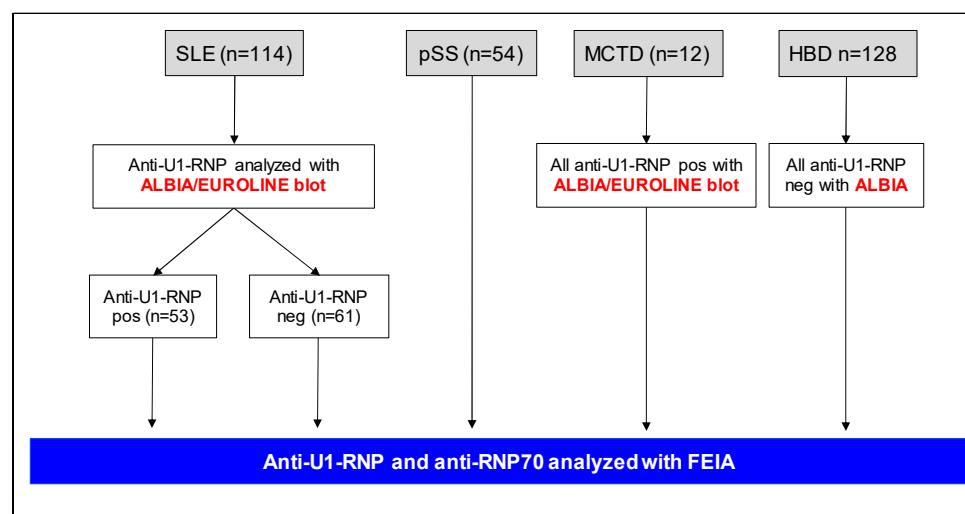 SLE (n=114)
pSS (n=54)
MCTD (n=12)
HBD n=128
Anti-U1-RNP analyzed with
ALBIA/EUROLINE blot
All anti-U1-RNP pos with
ALBIA/EUROLINE blot
All anti-U1-RNP
neg with ALBIA
Anti-U1-RNP
pos (n=53)
Anti-U1-RNP
neg (n=61)
Anti-U1-RNP and anti-RNP70 analyzed with FEIA